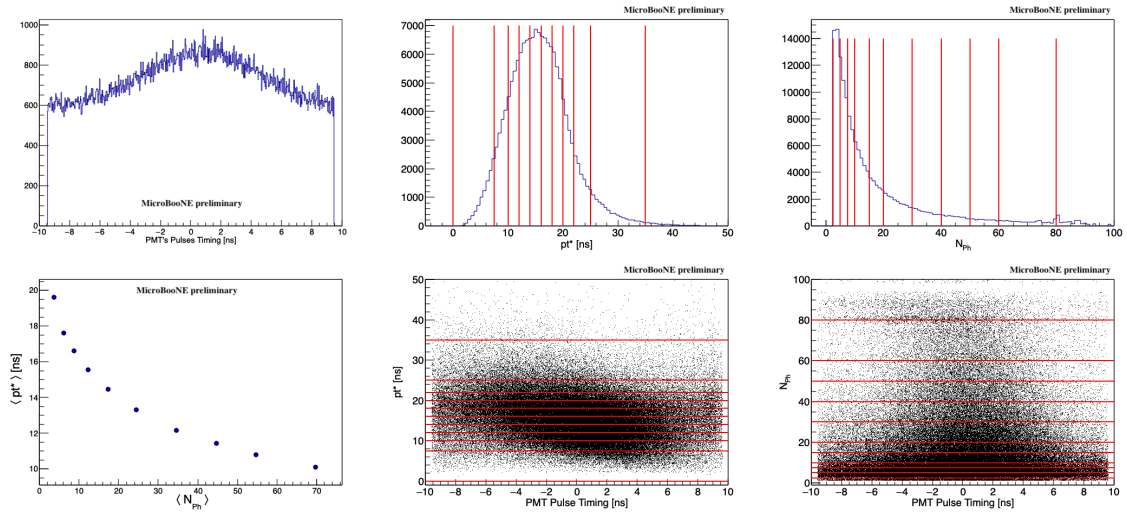 1000
800
600
400
200
0
−10 −8 −6 −4 −2 0 2 4 6 8 10
PMT's Pulses Timing [ns]
MicroBooNE preliminary
MicroBooNE preliminary
7000
6000
5000
4000
3000
2000
1000
0
0 10 20 30 40 50
pt* [ns]
MicroBooNE preliminary
14000
12000
10000
8000
6000
4000
2000
0
0 20 40 60 80 100
N_Ph
MicroBooNE preliminary
20
18
16
14
12
10
⟨ pt* ⟩ [ns]
0 10 20 30 40 50 60 70
⟨ N_Ph ⟩
MicroBooNE preliminary
50
40
30
20
10
0
pt* [ns]
−10 −8 −6 −4 −2 0 2 4 6 8 10
PMT Pulse Timing [ns]
MicroBooNE preliminary
100
80
60
40
20
0
N_Ph
−10 −8 −6 −4 −2 0 2 4 6 8 10
PMT Pulse Timing [ns]